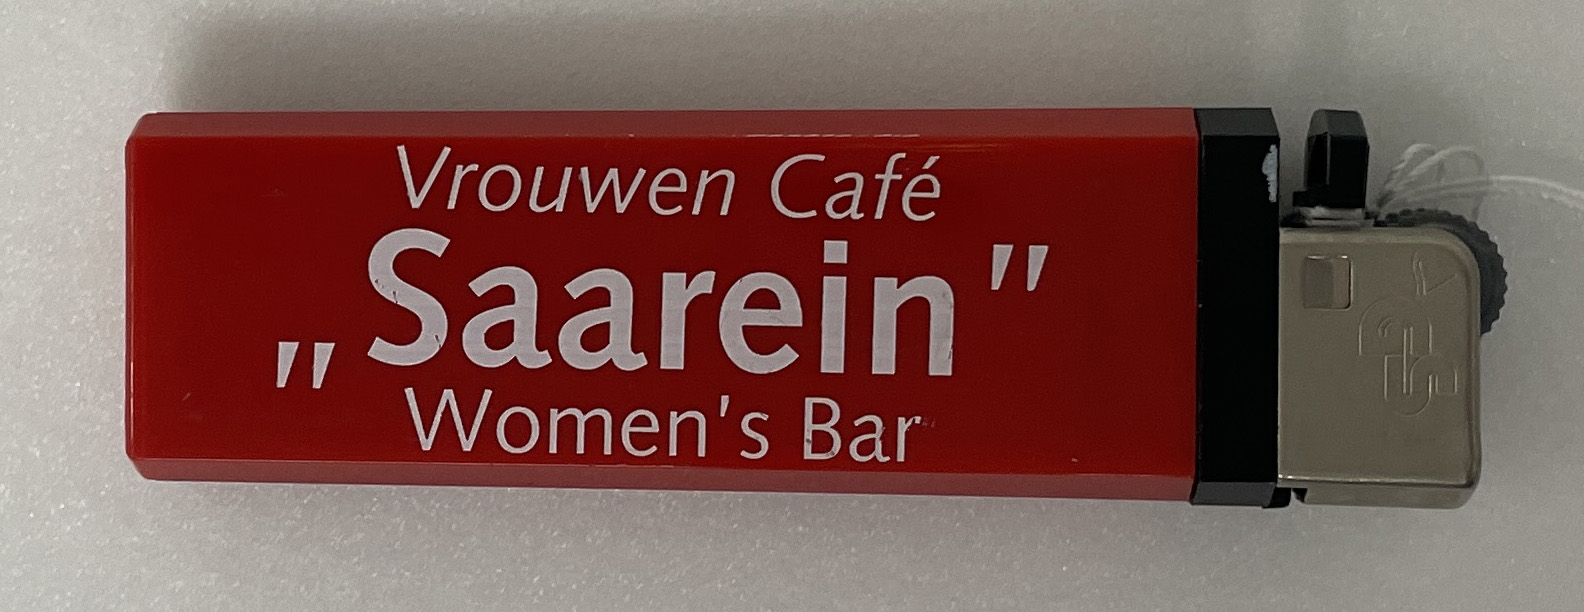 Vrouwen Café
„Saarein"
Women's Bar